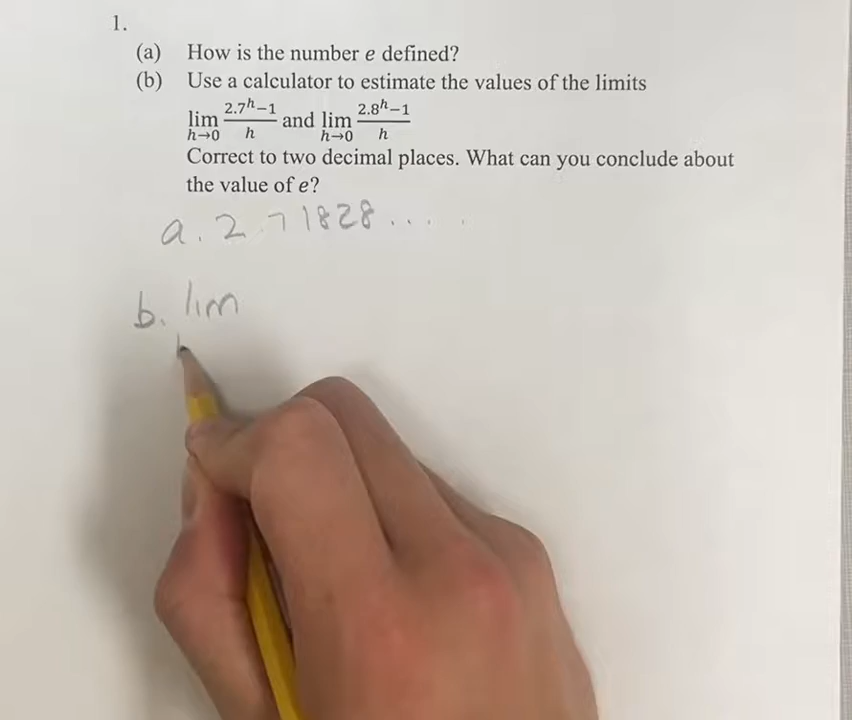 1.
(a) How is the number e defined?
(b) Use a calculator to estimate the values of the limits
lim h→0 (2.7^h−1)/h and lim h→0 (2.8^h−1)/h
Correct to two decimal places. What can you conclude about
the value of e?
a. 2.71828.....
b. lim